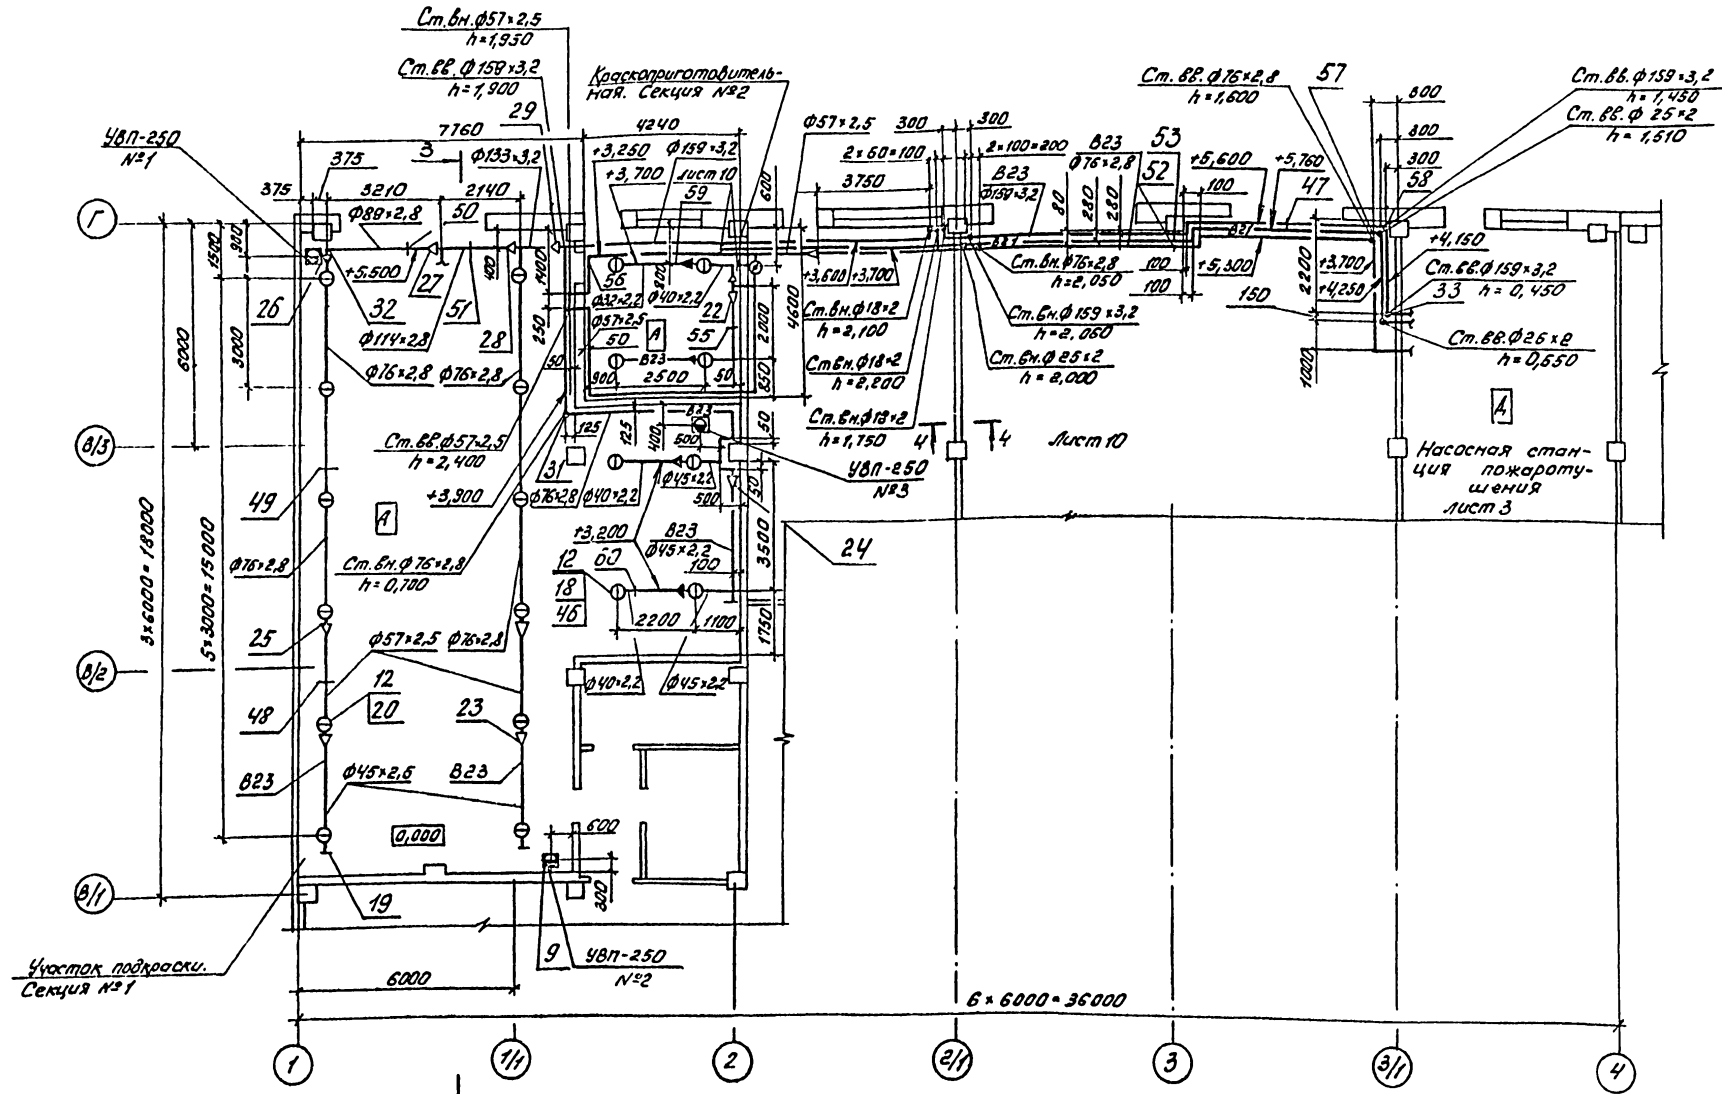 Ст.вн.ф57×2,5
h=1,930
Ст.вв.ф159×3,2
h=1,900
29
Краскоприготовитель-
ная. Секция №2
УВП-250
№1
7760
4240
375
3
ф133×3,2
+3,250
ф159×3,2
ф57×2,5
300
300
2×100=200
В23
53
Ст.вв.ф76×2,8
h=1,600
57
Ст.вв.ф159×3,2
h=1,450
Ст.вв.ф25×2
h=1,510
600
800
300
58
375
3210
2140
50
+3,700
лист 10
59
600
3750
В23
ф159×3,2
ф76×2,8
52
+5,600
+5,760
47
100
80
280
280
Г
ф89×2,8
1500
+5,500
27
51
400
1400
56
800
В21
+3,600
+3,700
Ст.вн.ф76×2,8
h=2,050
100
100
+5,300
В21
2200
+3,700
+4,250
+4,150
Ст.вв.ф159×3,2
h=0,450
33
150
26
32
ф114×2,8
28
250
ф32×2,2
ф40×2,2
22
ф57×2,5
50
А
55
2000
4600
Ст.вн.ф18×2
h=2,100
Ст.вн.ф159×3,2
h=2,060
Ст.вн.ф18×2
h=2,200
Ст.вн.ф25×2
h=2,000
Ст.вв.ф26×2
h=0,550
1000
6000
3000
ф76×2,8
ф76×2,8
50
900
В23
2500
50
650
Ст.вн.ф18×2
h=1,750
4
4
Лист 10
Д
Насосная стан-
ция пожароту-
шения
лист 3
В/3
Ст.вв.ф57×2,5
h=2,400
125
125
400
В23
500
50
31
УВП-250
№3
+3,900
ф76×2,8
ф40×2,2
ф45×2,2
500
50
49
А
3×6000=18000
5×3000=15000
ф76×2,8
Ст.вн.ф76×2,8
h=0,700
+3,200
В23
ф45×2,2
100
3500
24
12
60
18
46
2200
1100
1750
25
ф57×2,5
ф76×2,8
В/2
ф40×2,2
ф45×2,2
12
20
48
23
В23
ф45×2,5
В23
0,000
600
300
В/1
19
9
УВП-250
№2
Участок подкраски.
Секция №1
6000
6×6000=36000
1
1/1
2
2/1
3
3/1
4